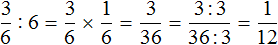 3/6 : 6 = 3/6 × 1/6 = 3/36 = 3:3/36:3 = 1/12